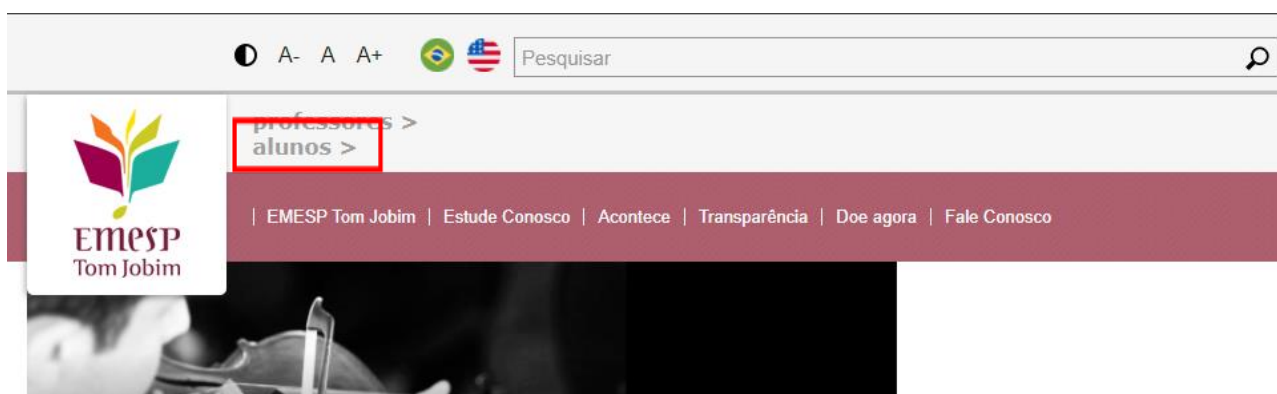 A- A A+ Pesquisar
professores >
alunos >
EMESP
Tom Jobim
| EMESP Tom Jobim | Estude Conosco | Acontece | Transparência | Doe agora | Fale Conosco